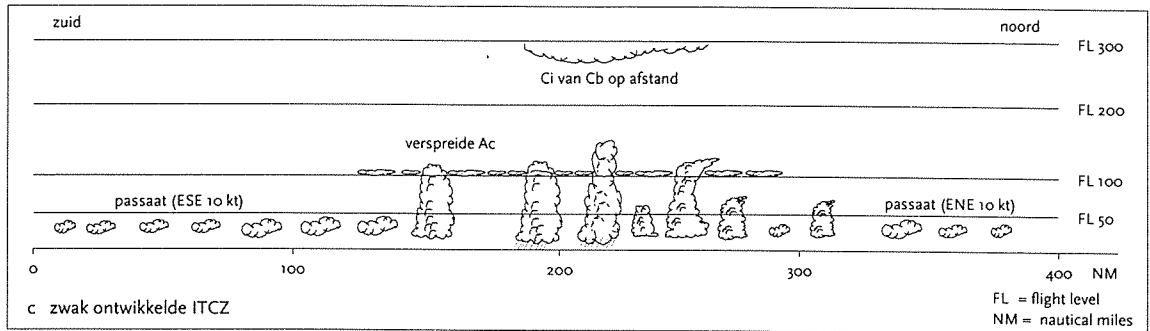 zuid noord
FL 300
Ci van Cb op afstand
FL 200
verspreide Ac
FL 100
passaat (ESE 10 kt) passaat (ENE 10 kt)
FL 50
0 100 200 300 400 NM
c zwak ontwikkelde ITCZ
FL = flight level
NM = nautical miles